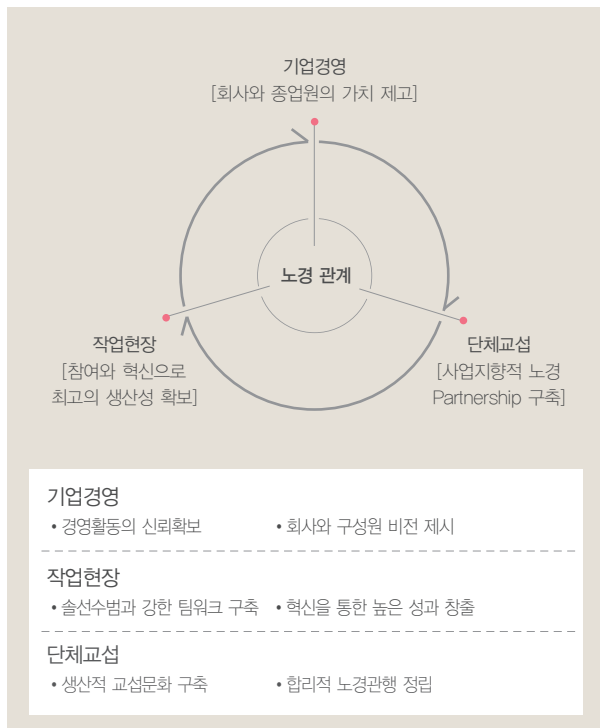 기업경영
[회사와 종업원의 가치 제고]
노경 관계
작업현장
[참여와 혁신으로
최고의 생산성 확보]
단체교섭
[사업지향적 노경
Partnership 구축]
기업경영
• 경영활동의 신뢰확보 • 회사와 구성원 비전 제시
작업현장
• 솔선수범과 강한 팀워크 구축 • 혁신을 통한 높은 성과 창출
단체교섭
• 생산적 교섭문화 구축 • 합리적 노경관행 정립